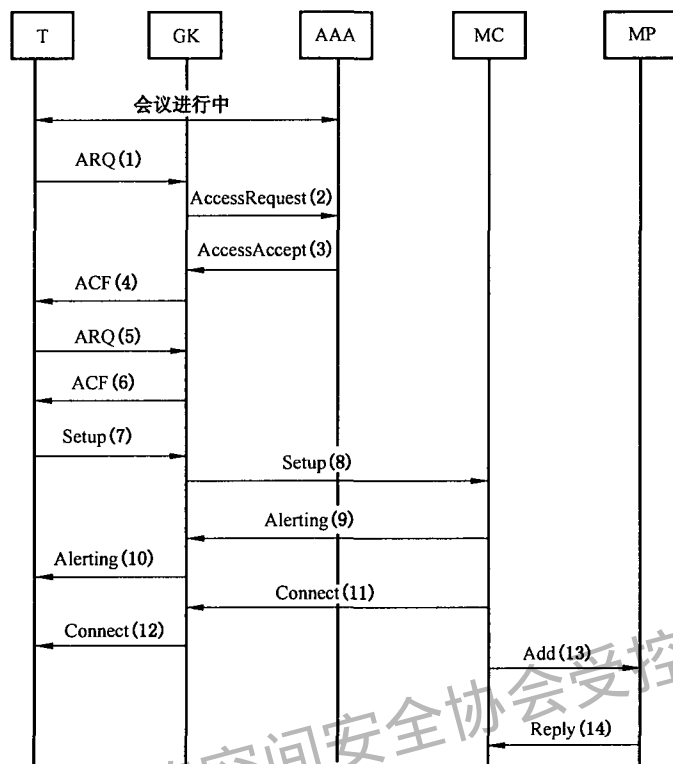 T GK AAA MC MP
会议进行中
ARQ(1)
AccessRequest(2)
AccessAccept(3)
ACF(4)
ARQ(5)
ACF(6)
Setup(7)
Setup(8)
Alerting(9)
Alerting(10)
Connect(11)
Connect(12)
Add(13)
Reply(14)
空间安全协会受控